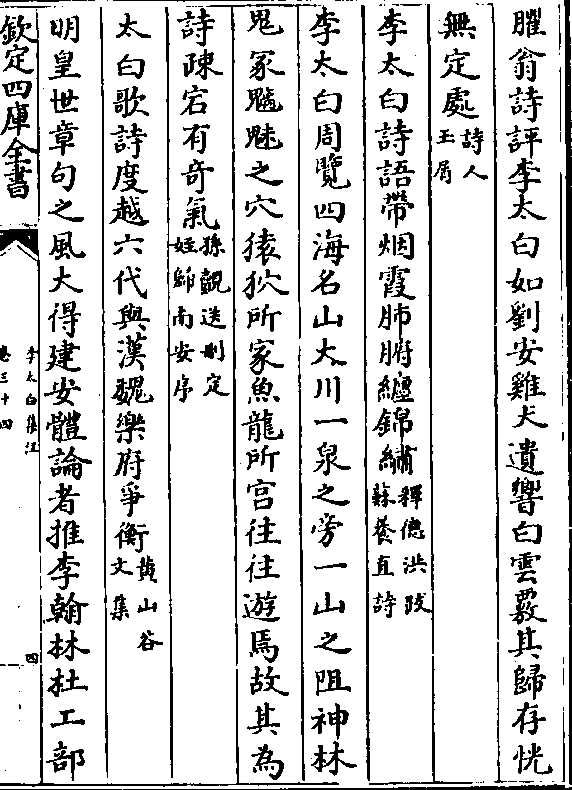 臞翁詩評李太白如劉安雞犬遺響白雲覈其歸存恍
無定處詩人玉屑
李太白詩語帶烟霞肺腑纏錦繡釋德洪跋蘇養直詩
李太白周覽四海名山大川一泉之旁一山之阻神林
鬼冢魑魅之穴猿狖所家魚龍所宫往往遊焉故其為
詩疎宕有奇氣孫覿送刪定姪歸南安序
太白歌詩度越六代與漢魏樂府爭衡黄山谷文集
明皇世章句之風大得建安體論者推李翰林杜工部
欽定四庫全書
李太白集注
卷三十四
四